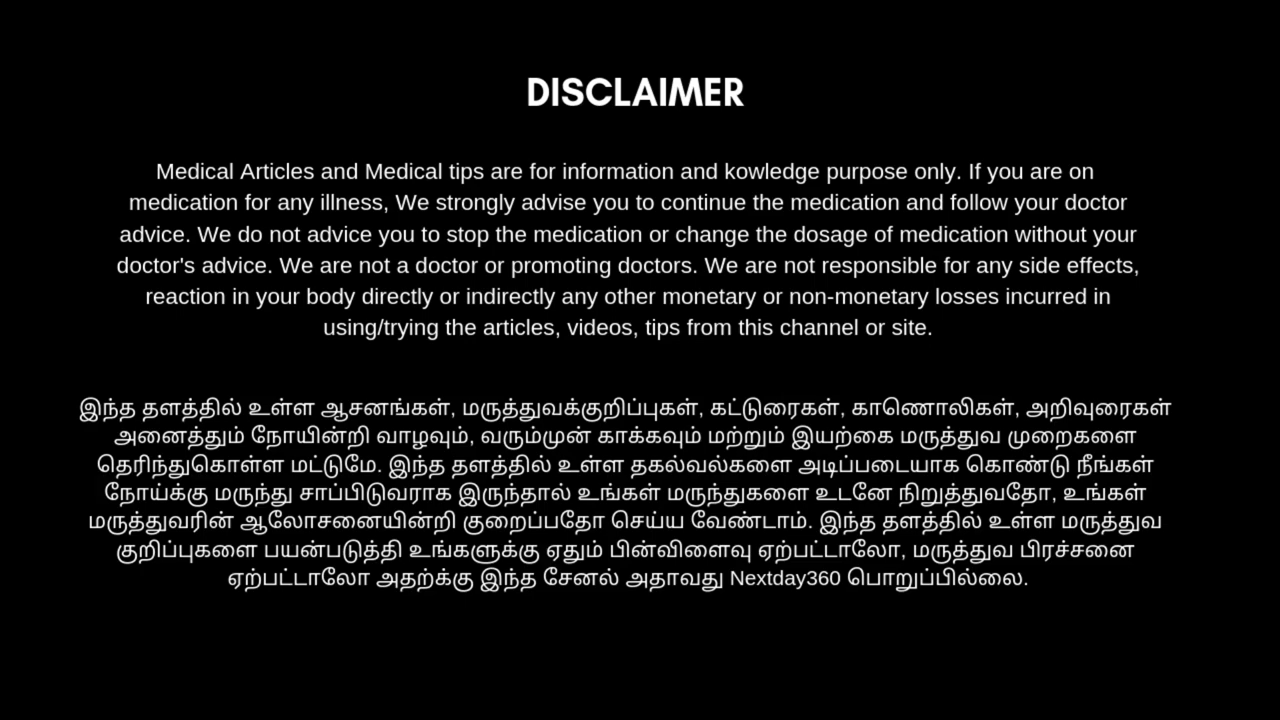 DISCLAIMER
Medical Articles and Medical tips are for information and kowledge purpose only. If you are on
medication for any illness, We strongly advise you to continue the medication and follow your doctor
advice. We do not advice you to stop the medication or change the dosage of medication without your
doctor's advice. We are not a doctor or promoting doctors. We are not responsible for any side effects,
reaction in your body directly or indirectly any other monetary or non-monetary losses incurred in
using/trying the articles, videos, tips from this channel or site.
இந்த தளத்தில் உள்ள ஆசனங்கள், மருத்துவக்குறிப்புகள், கட்டுரைகள், காணொலிகள், அறிவுரைகள்
அனைத்தும் நோயின்றி வாழவும், வரும்முன் காக்கவும் மற்றும் இயற்கை மருத்துவ முறைகளை
தெரிந்துகொள்ள மட்டுமே. இந்த தளத்தில் உள்ள தகல்வல்களை அடிப்படையாக கொண்டு நீங்கள்
நோய்க்கு மருந்து சாப்பிடுவராக இருந்தால் உங்கள் மருந்துகளை உடனே நிறுத்துவதோ, உங்கள்
மருத்துவரின் ஆலோசனையின்றி குறைப்பதோ செய்ய வேண்டாம். இந்த தளத்தில் உள்ள மருத்துவ
குறிப்புகளை பயன்படுத்தி உங்களுக்கு ஏதும் பின்விளைவு ஏற்பட்டாலோ, மருத்துவ பிரச்சனை
ஏற்பட்டாலோ அதற்க்கு இந்த சேனல் அதாவது Nextday360 பொறுப்பில்லை.